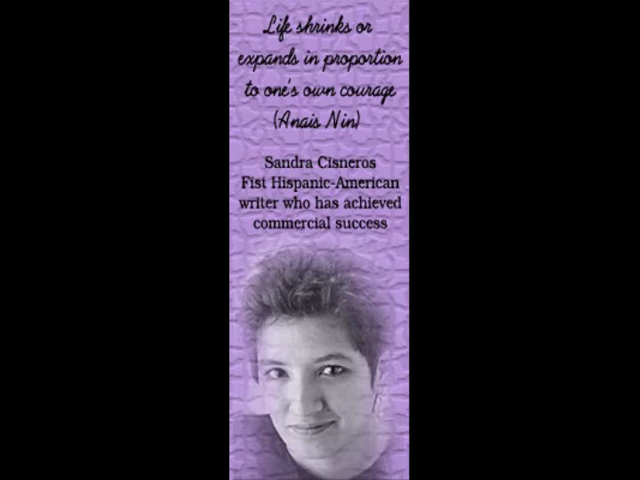 Life shrinks or
expands in proportion
to one's own courage
(Anais Nin)
Sandra Cisneros
Fist Hispanic-American
writer who has achieved
commercial success